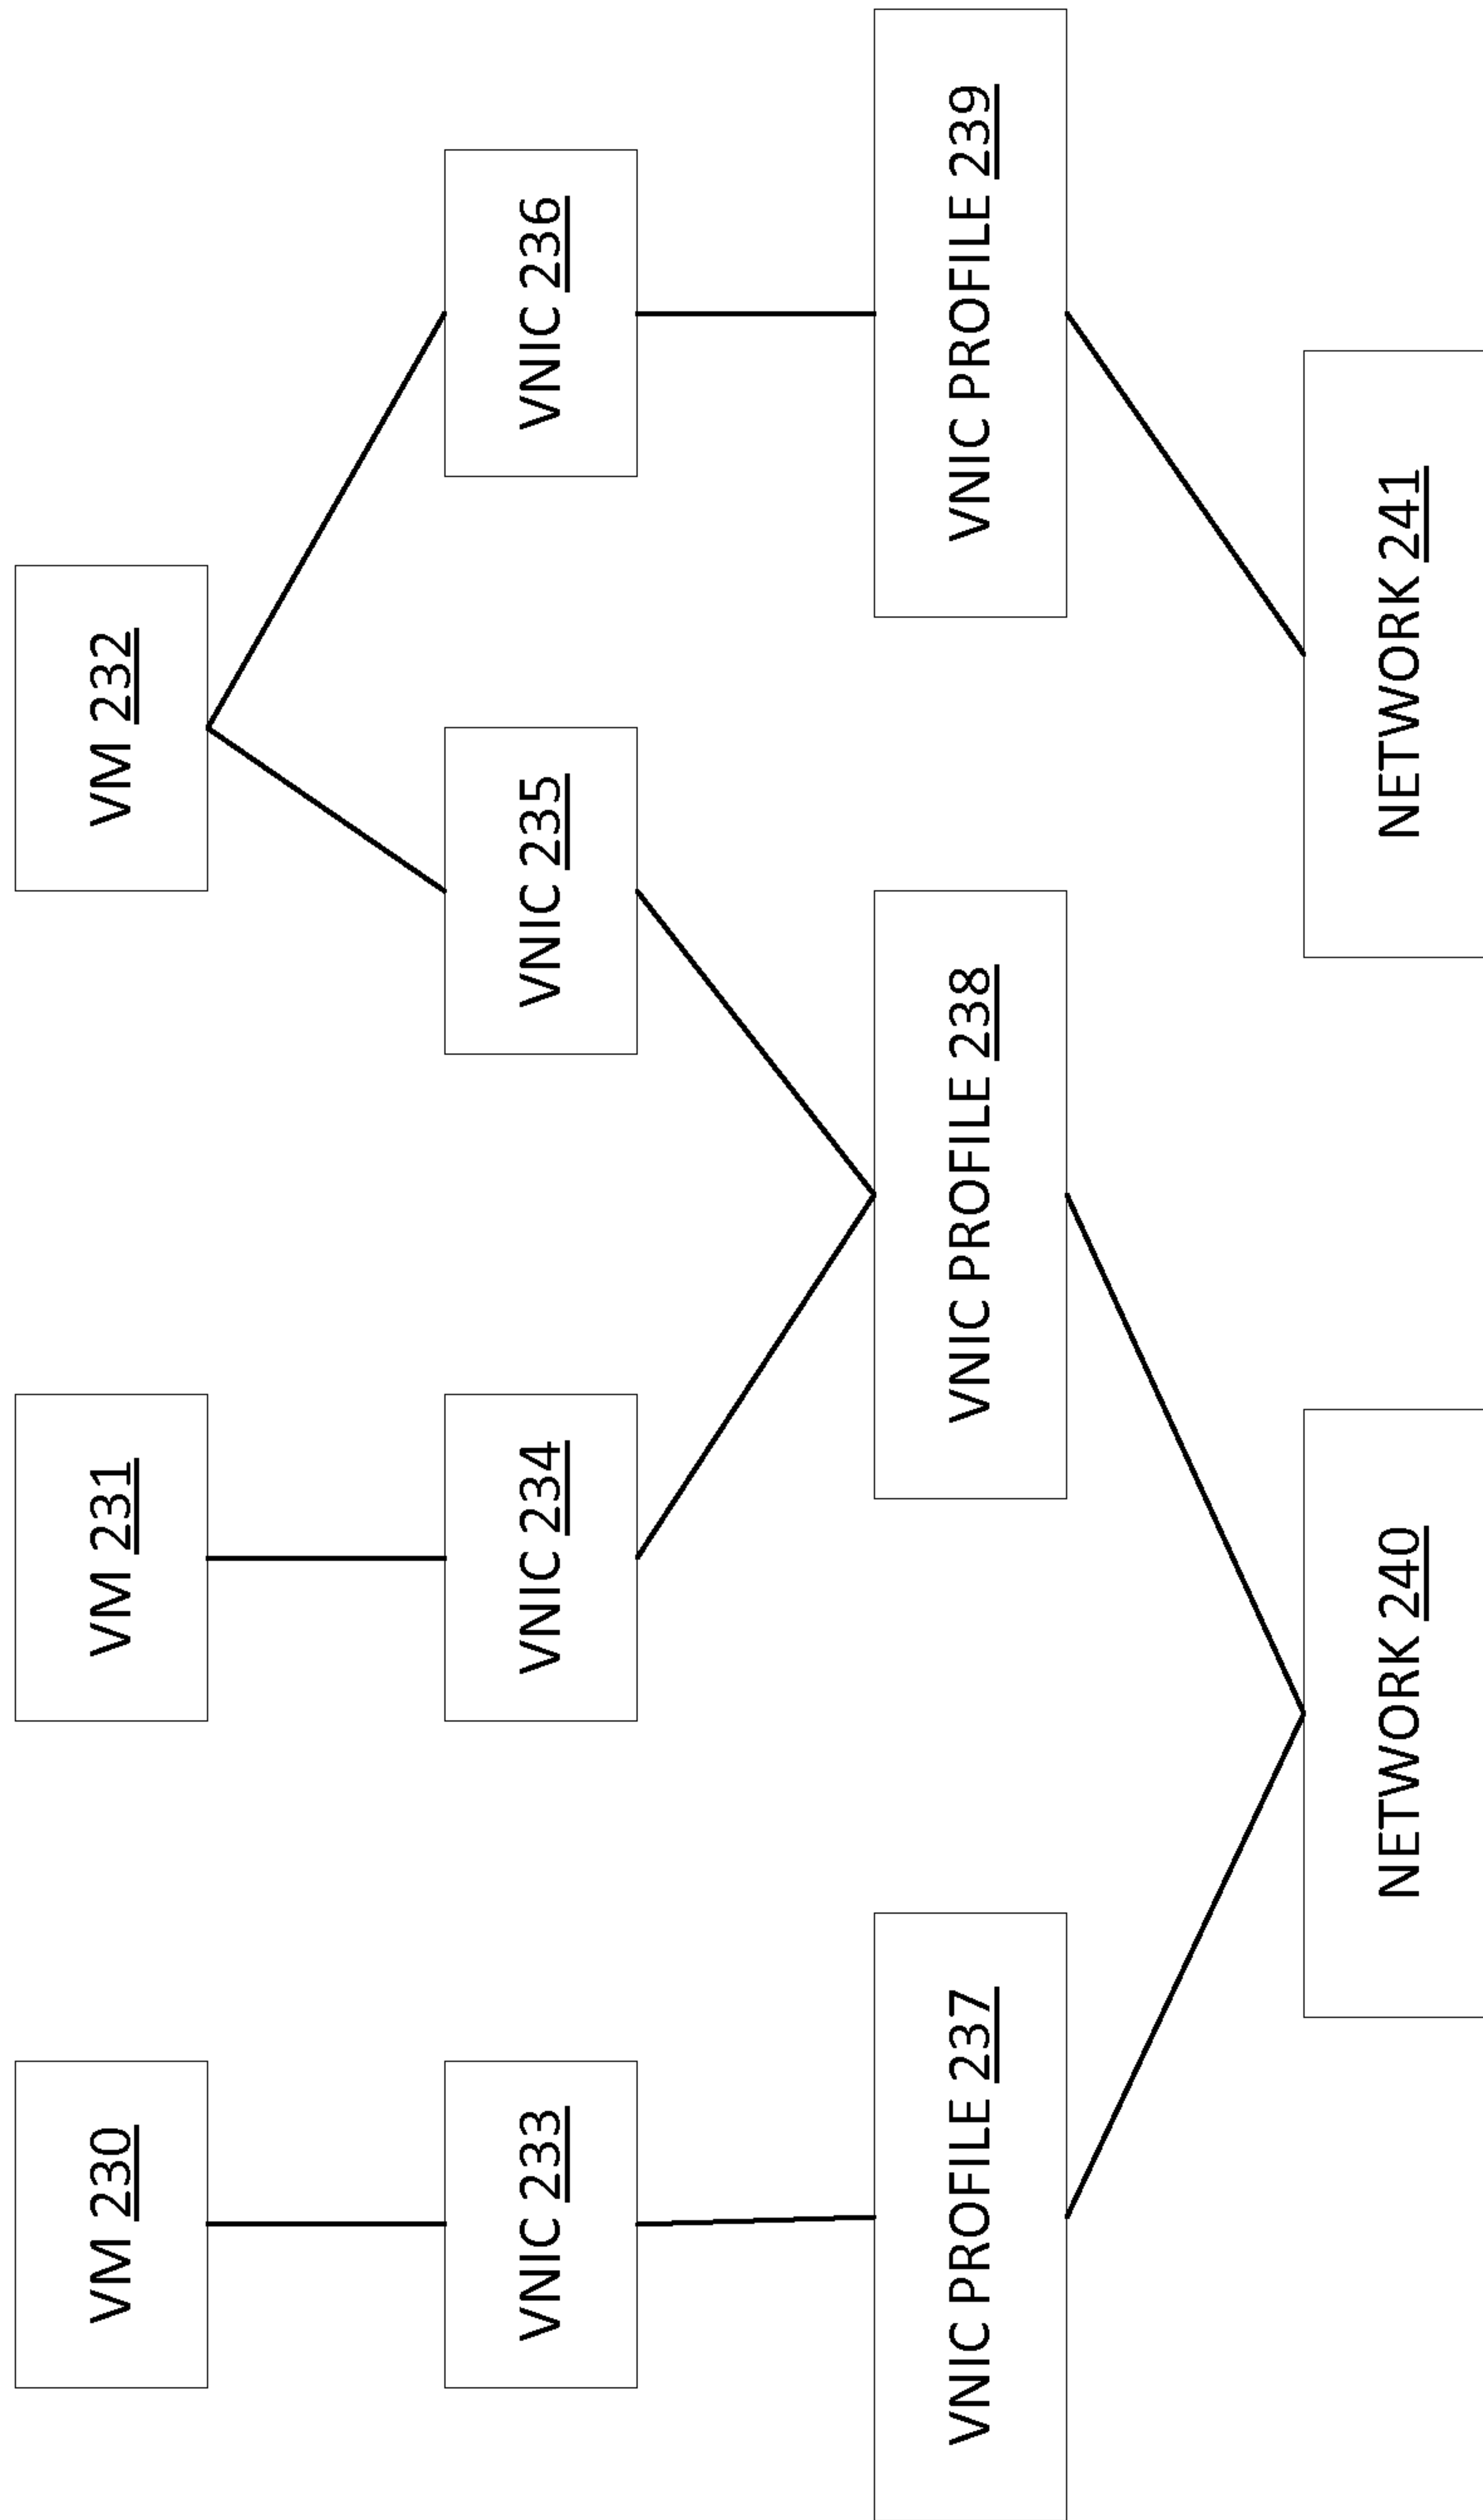 VM 230
VM 231
VM 232
VNIC 233
VNIC 234
VNIC 235
VNIC 236
VNIC PROFILE 237
VNIC PROFILE 238
VNIC PROFILE 239
NETWORK 240
NETWORK 241